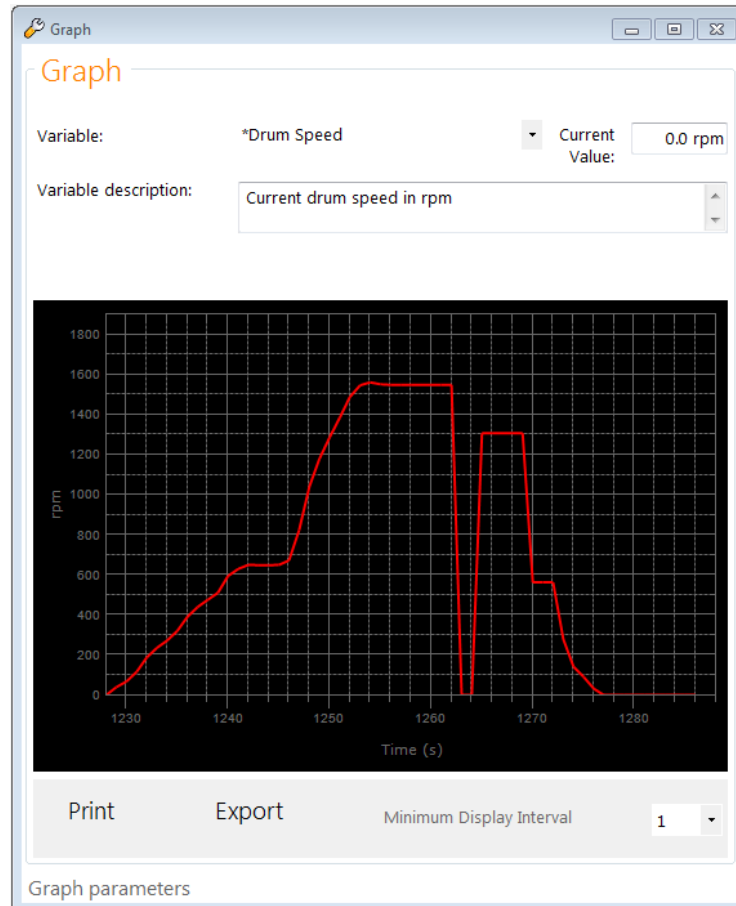 Graph
Graph
Variable:
*Drum Speed
Current Value:
0.0 rpm
Variable description:
Current drum speed in rpm
1800
1600
1400
1200
1000
800
600
400
200
0
rpm
1230 1240 1250 1260 1270 1280
Time (s)
Print
Export
Minimum Display Interval
1
Graph parameters